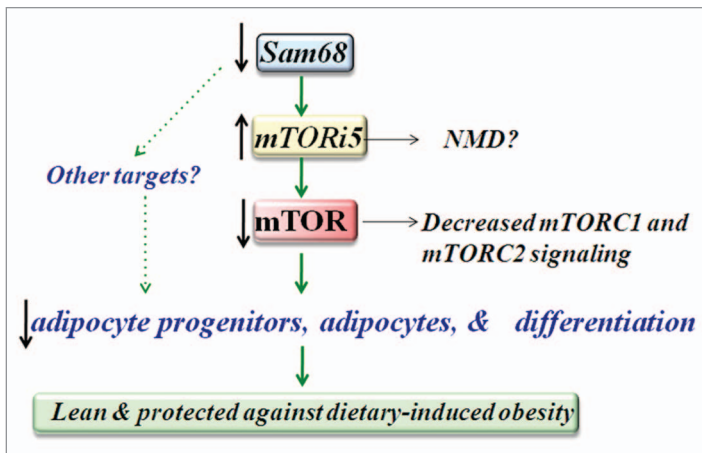 Sam68
mTORi5
NMD?
Other targets?
mTOR
Decreased mTORC1 and
mTORC2 signaling
adipocyte progenitors, adipocytes, & differentiation
Lean & protected against dietary-induced obesity